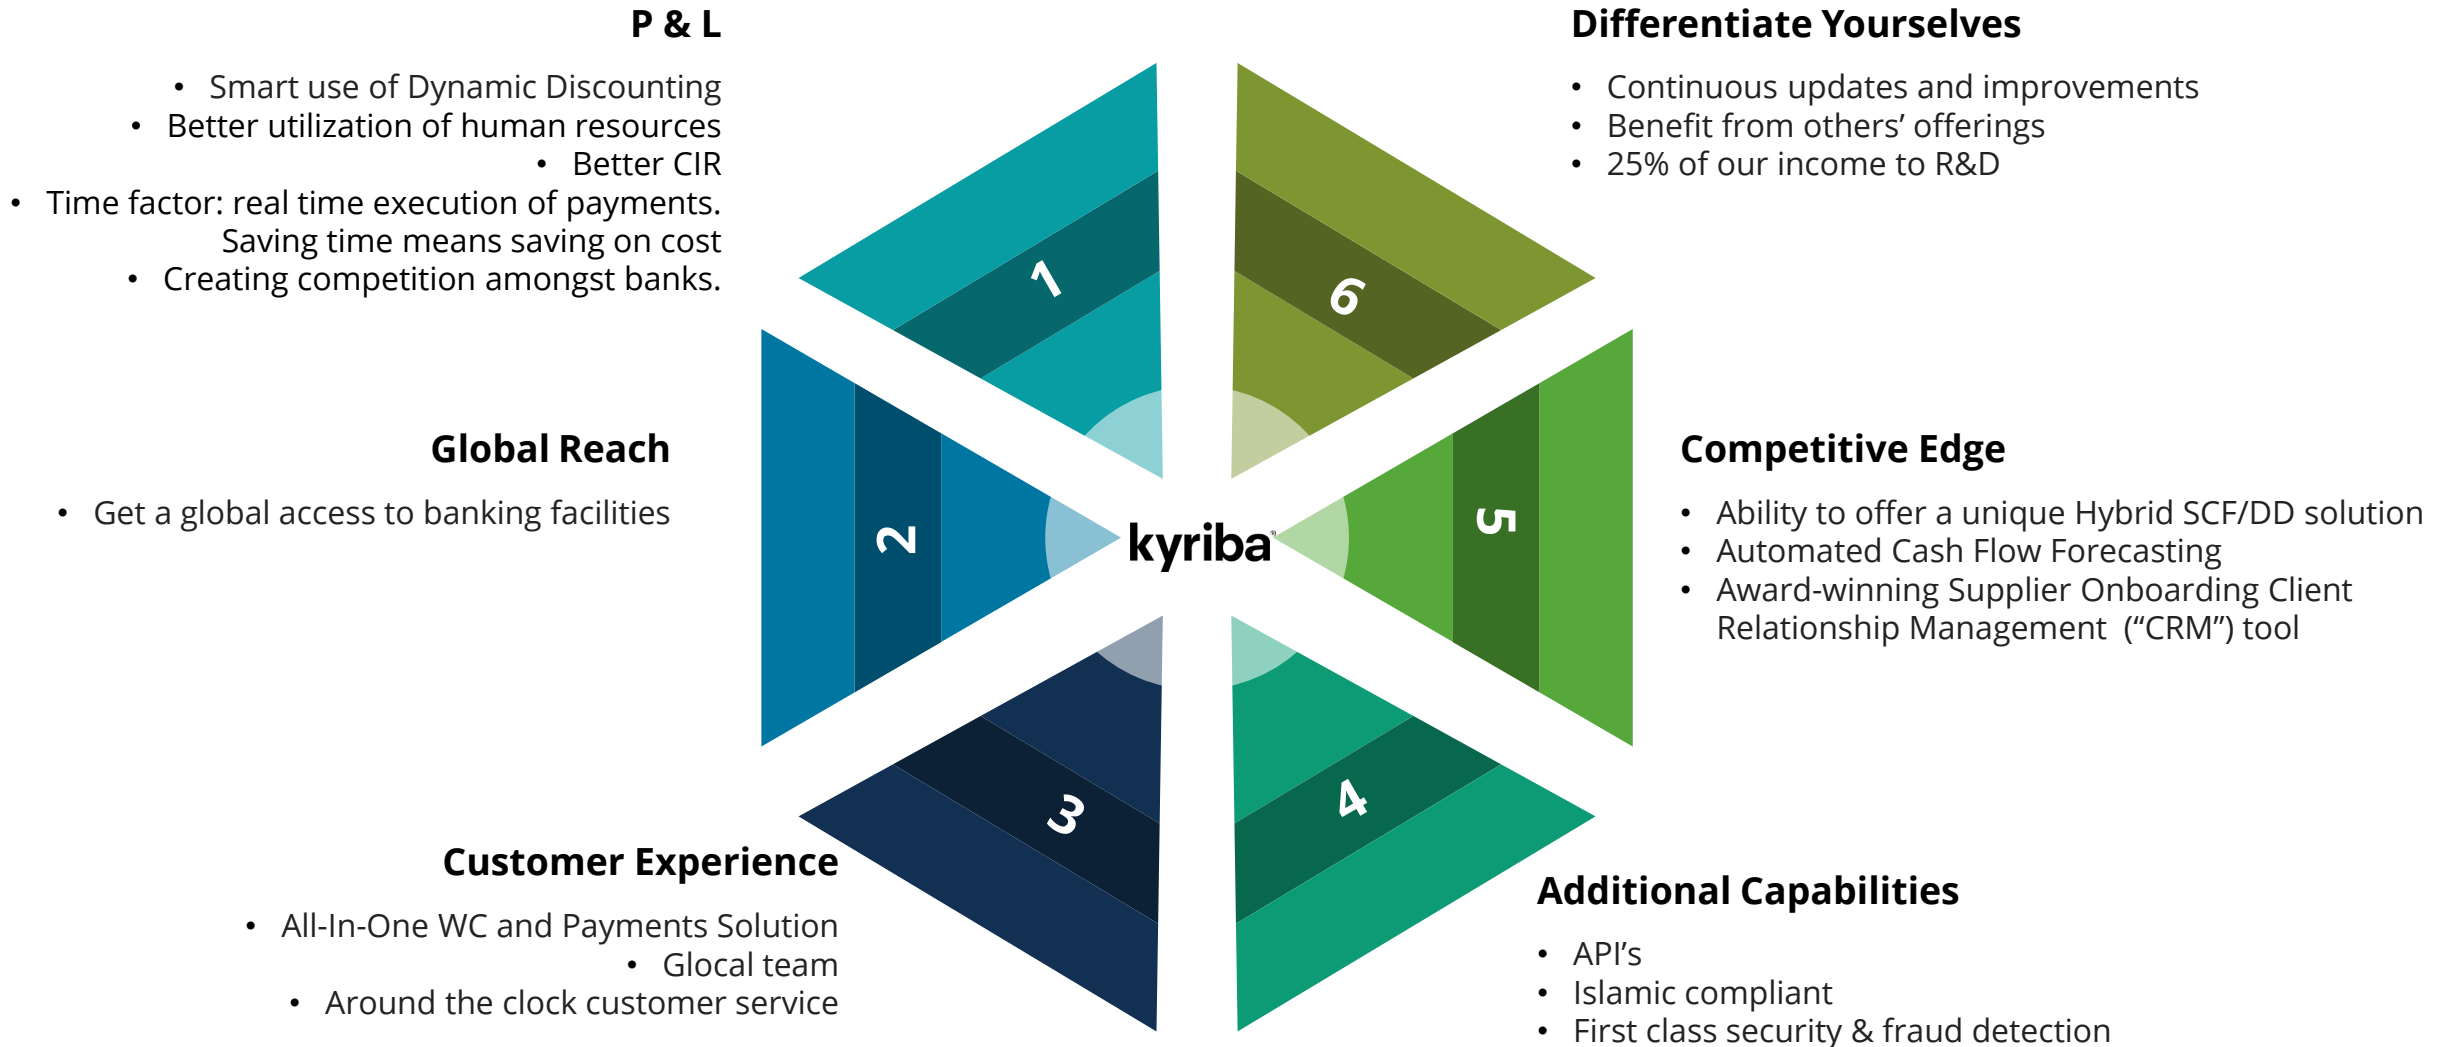 P & L
• Smart use of Dynamic Discounting
• Better utilization of human resources
• Better CIR
• Time factor: real time execution of payments.
Saving time means saving on cost
• Creating competition amongst banks.
1
Global Reach
• Get a global access to banking facilities
2
Customer Experience
• All-In-One WC and Payments Solution
• Glocal team
• Around the clock customer service
3
kyriba®
Additional Capabilities
• API’s
• Islamic compliant
• First class security & fraud detection
4
Competitive Edge
• Ability to offer a unique Hybrid SCF/DD solution
• Automated Cash Flow Forecasting
• Award-winning Supplier Onboarding Client
Relationship Management  (“CRM”) tool
5
Differentiate Yourselves
• Continuous updates and improvements
• Benefit from others’ offerings
• 25% of our income to R&D
6